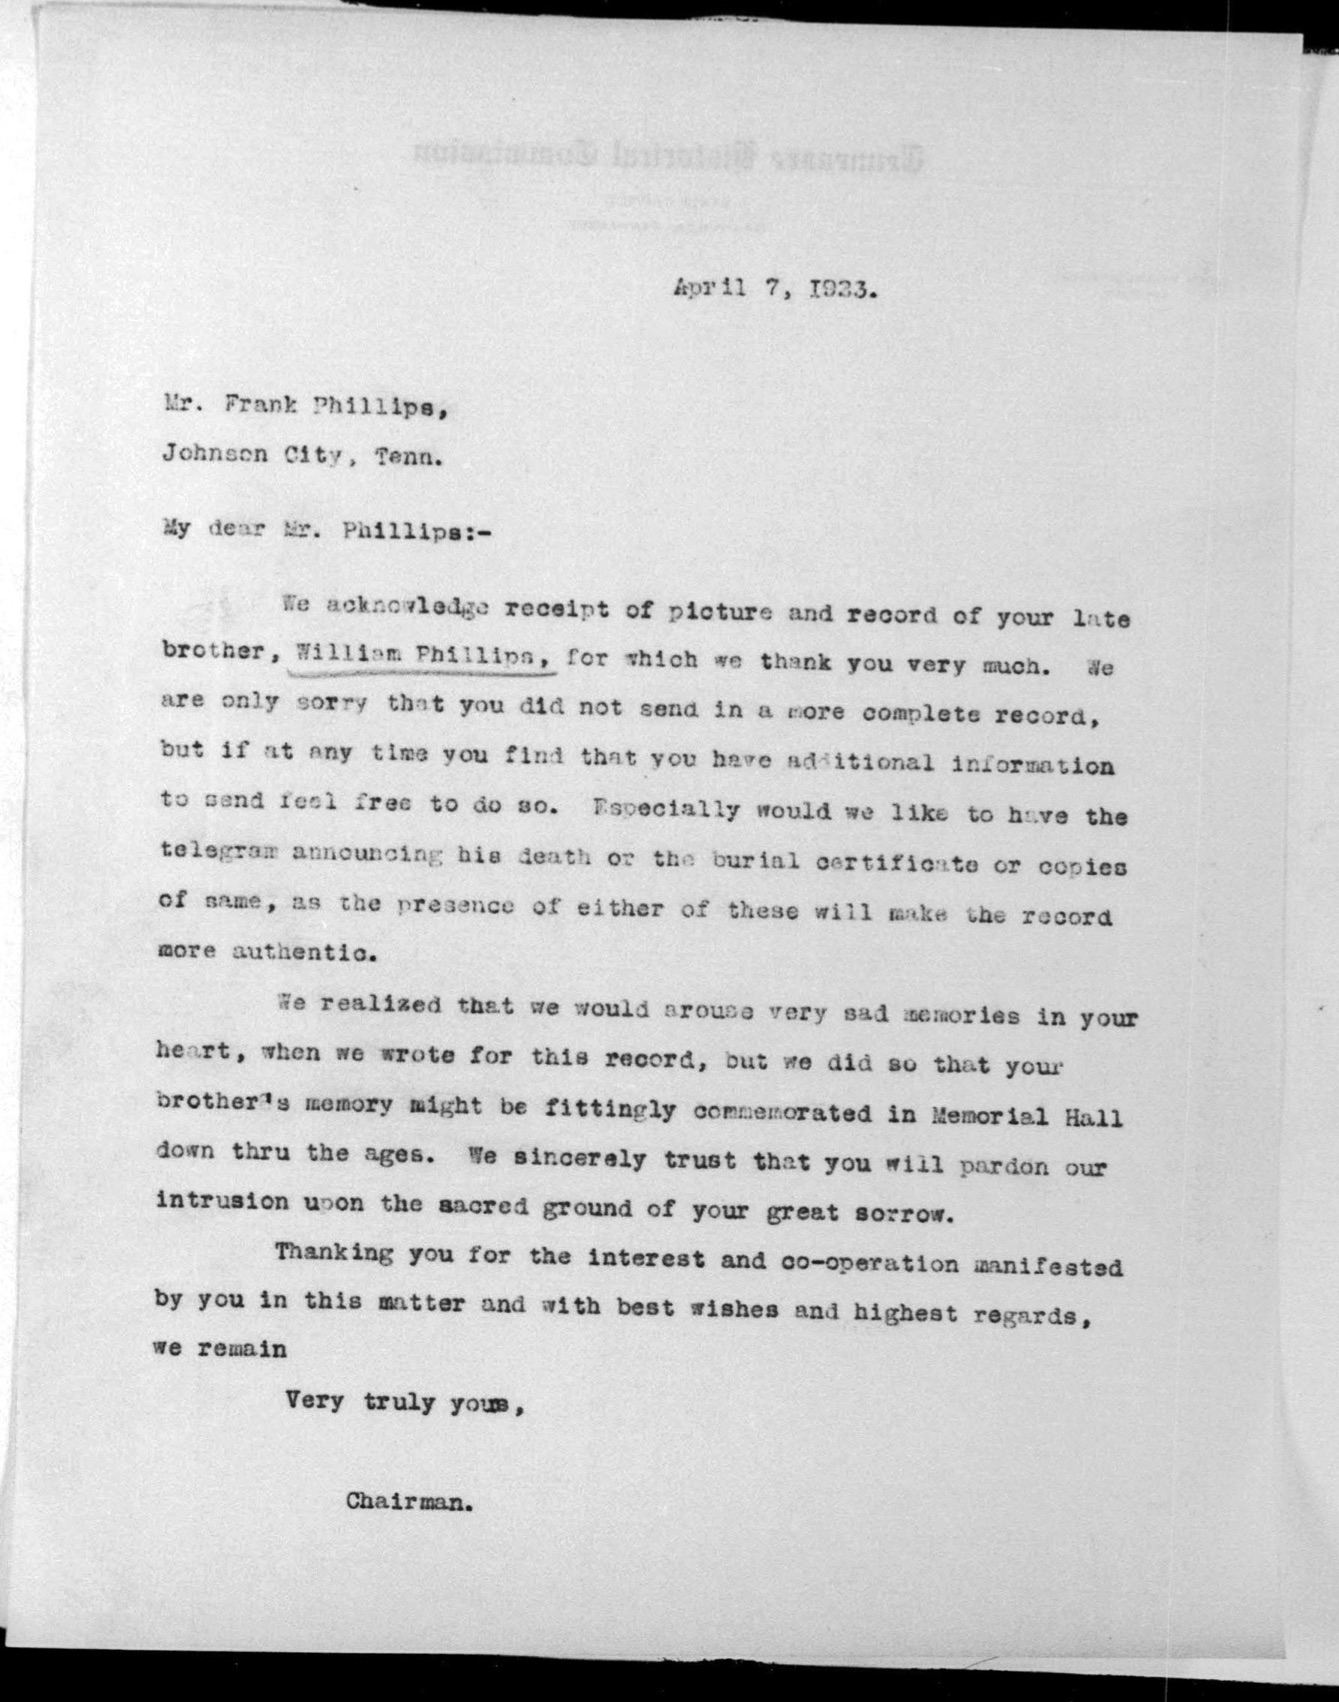 Tennessee Historical Commission
April 7, 1923.
Mr. Frank Phillips,
Johnson City, Tenn.
My dear Mr. Phillips:-
We acknowledge receipt of picture and record of your late
brother, William Phillips, for which we thank you very much. We
are only sorry that you did not send in a more complete record,
but if at any time you find that you have additional information
to send feel free to do so. Especially would we like to have the
telegram announcing his death or the burial certificate or copies
of same, as the presence of either of these will make the record
more authentic.
We realized that we would arouse very sad memories in your
heart, when we wrote for this record, but we did so that your
brother's memory might be fittingly commemorated in Memorial Hall
down thru the ages. We sincerely trust that you will pardon our
intrusion upon the sacred ground of your great sorrow.
Thanking you for the interest and co-operation manifested
by you in this matter and with best wishes and highest regards,
we remain
Very truly yours,
Chairman.